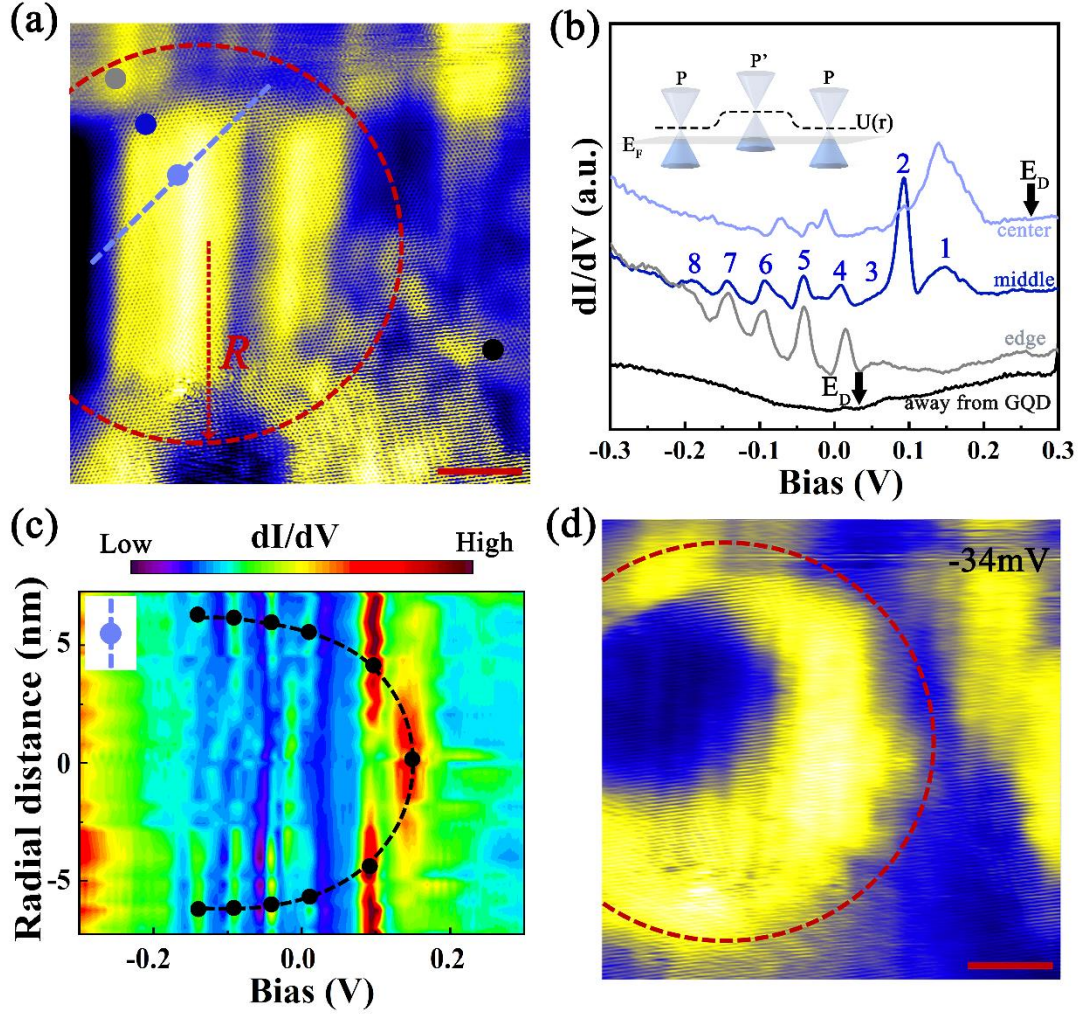 (a)
R
(b)
dI/dV (a.u.)
P
P'
P
U(r)
E_F
2
E_D
center
8
7
6
5
4
3
1
middle
edge
E_D
away from GQD
-0.3
-0.2
-0.1
0.0
0.1
0.2
0.3
Bias (V)
(c)
dI/dV
Low
High
Radial distance (nm)
5
0
-5
-0.2
0.0
0.2
Bias (V)
(d)
-34mV